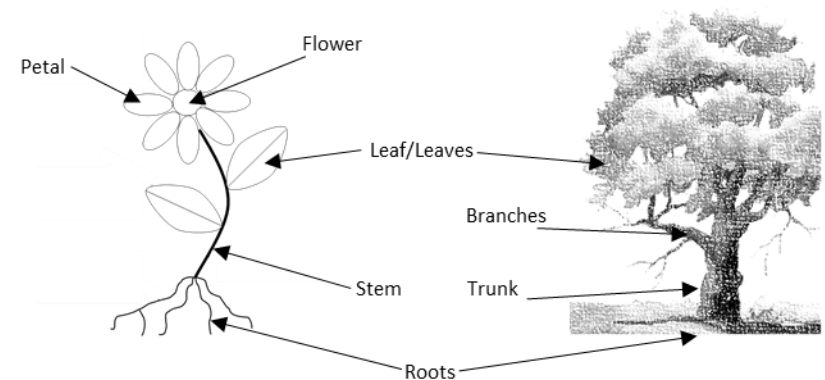 Flower
Petal
Leaf/Leaves
Branches
Stem
Trunk
Roots